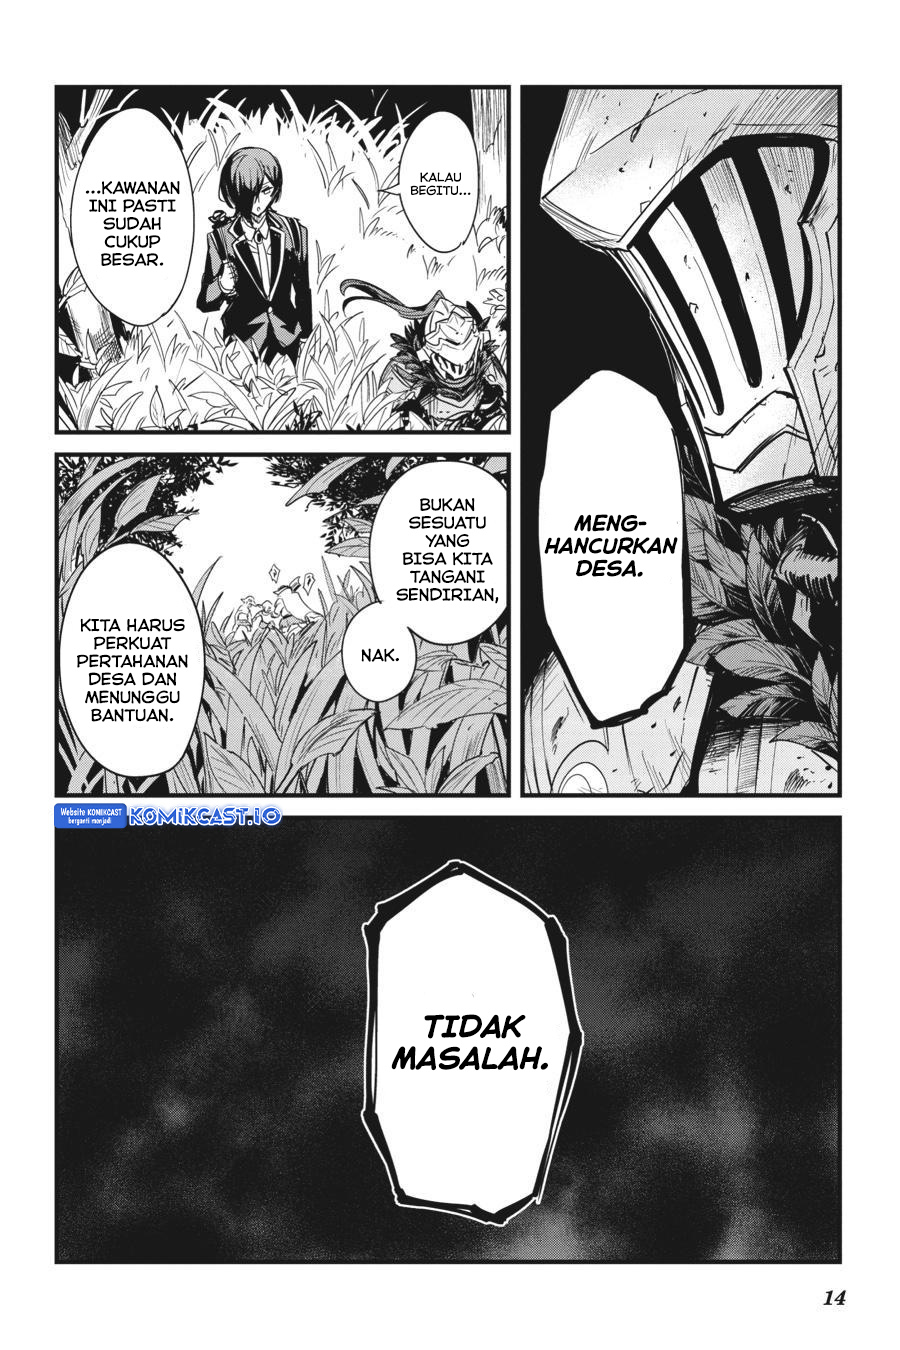 MENG-
HANCURKAN
DESA.
KALAU
BEGITU...
...KAWANAN
INI PASTI
SUDAH
CUKUP
BESAR.
BUKAN
SESUATU
YANG
BISA KITA
TANGANI
SENDIRIAN,
NAK.
KITA HARUS
PERKUAT
PERTAHANAN
DESA DAN
MENUNGGU
BANTUAN.
Website KOMIKCAST
berganti menjadi
KOMIKCAST.IO
TIDAK
MASALAH.
14